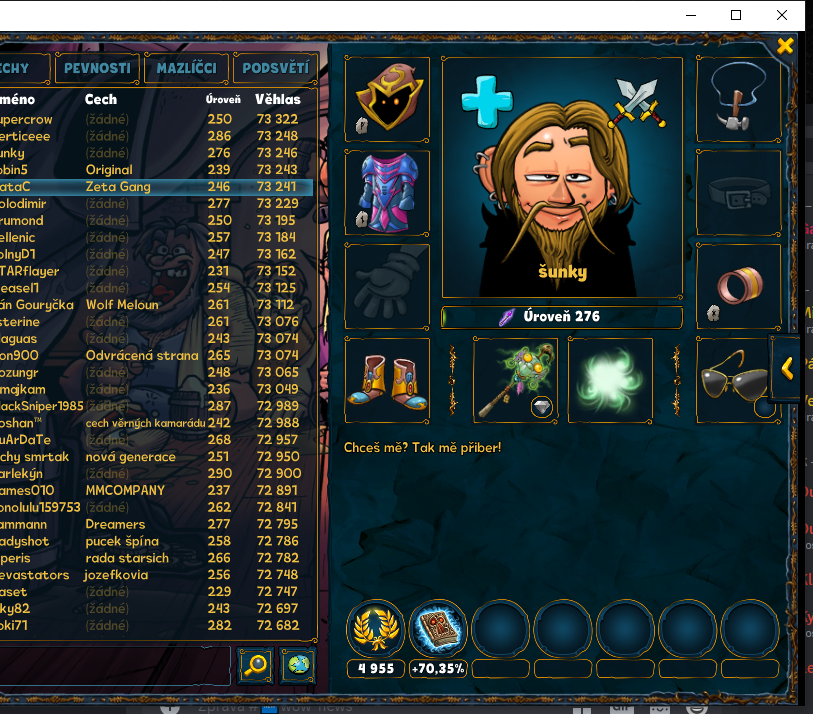 ECHY PEVNOSTI MAZLÍČCI PODSVĚTÍ
méno Cech Úroveň Věhlas
upercrow (žádné) 250 73 322
erticeee (žádné) 286 73 248
unky (žádné) 276 73 246
obin5 Original 239 73 243
ataC Zeta Gang 246 73 241
olodimir (žádné) 277 73 229
rumond (žádné) 250 73 195
ellenic (žádné) 257 73 184
olnyD1 (žádné) 247 73 162
TARflayer (žádné) 231 73 152
easel1 (žádné) 254 73 125
án Gouryčka Wolf Meloun 261 73 112
sterine (žádné) 261 73 076
laguas (žádné) 243 73 074
on900 Odvrácená strana 265 73 074
ozungr (žádné) 248 73 065
majkam (žádné) 236 73 049
lackSniper1985 (žádné) 287 72 989
oshan™ cech věrných kamarádu 242 72 988
uArDaTe (žádné) 268 72 957
chy smrtak nová generace 251 72 950
arlekýn (žádné) 290 72 900
ames010 MMCOMPANY 237 72 891
onolulu159753 (žádné) 262 72 841
ammann Dreamers 277 72 795
adyshot pucek špína 258 72 786
peris rada starsich 266 72 782
evastators jozefkovia 256 72 748
aset (žádné) 229 72 747
ky82 (žádné) 243 72 697
oki71 (žádné) 282 72 682
šunky
Úroveň 276
Chceš mě? Tak mě přiber!
4 955 +70,35%
Zpráva # wow-news